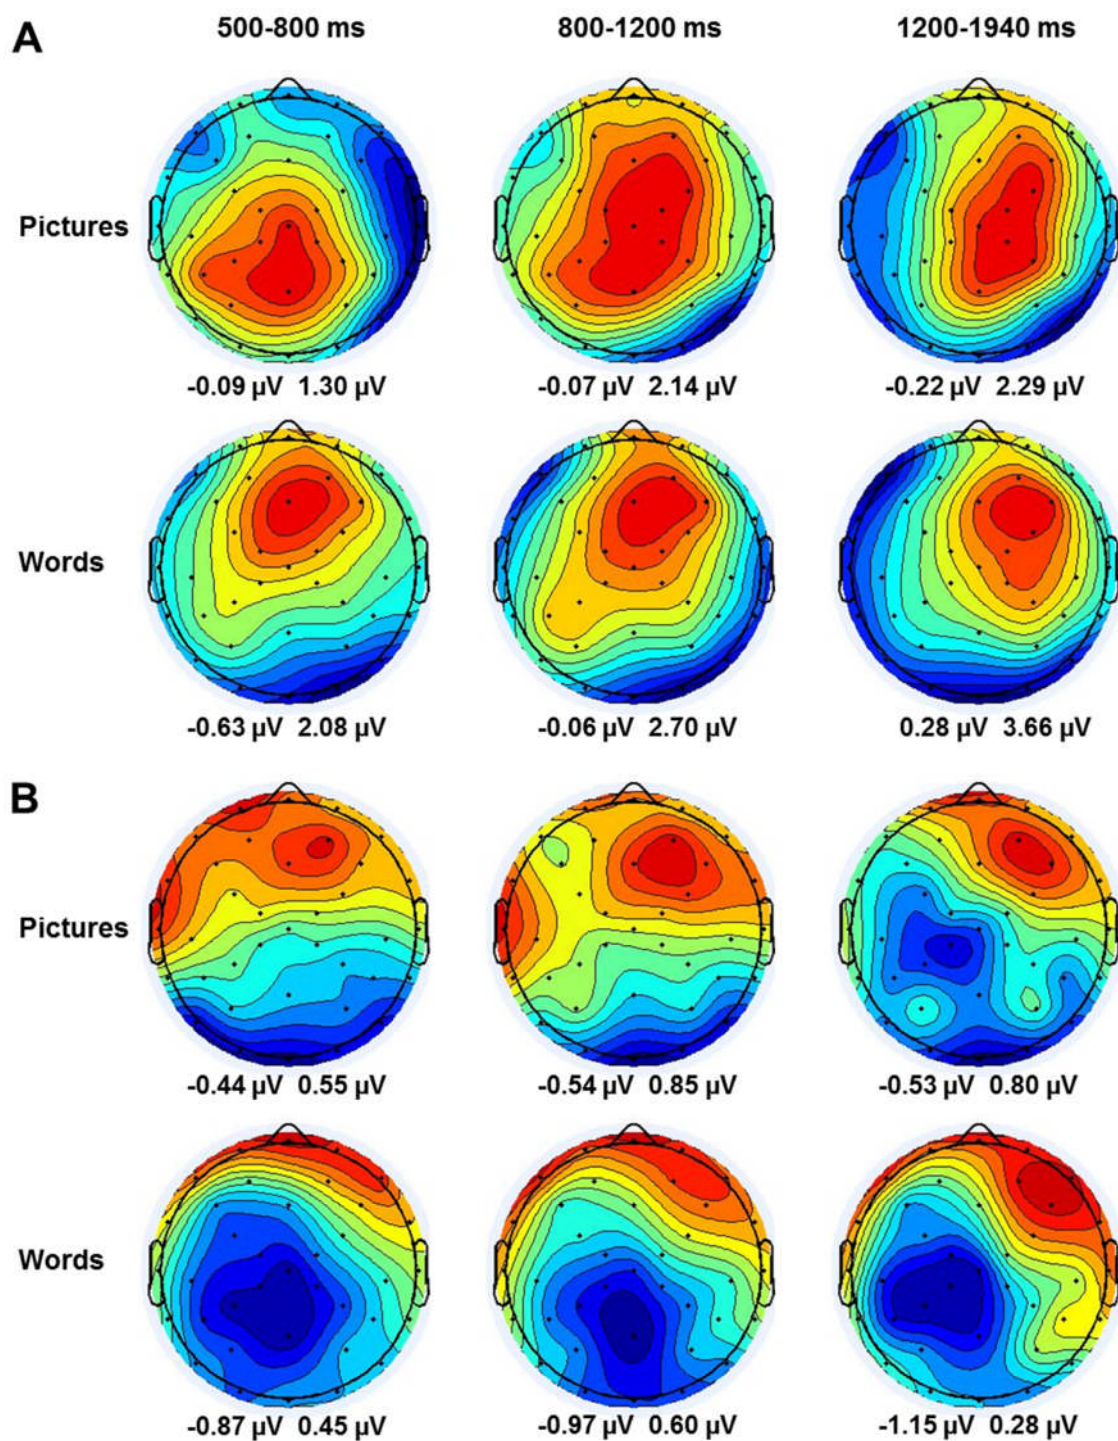 A 500-800 ms 800-1200 ms 1200-1940 ms
Pictures
-0.09 µV 1.30 µV -0.07 µV 2.14 µV -0.22 µV 2.29 µV
Words
-0.63 µV 2.08 µV -0.06 µV 2.70 µV 0.28 µV 3.66 µV
B
Pictures
-0.44 µV 0.55 µV -0.54 µV 0.85 µV -0.53 µV 0.80 µV
Words
-0.87 µV 0.45 µV -0.97 µV 0.60 µV -1.15 µV 0.28 µV